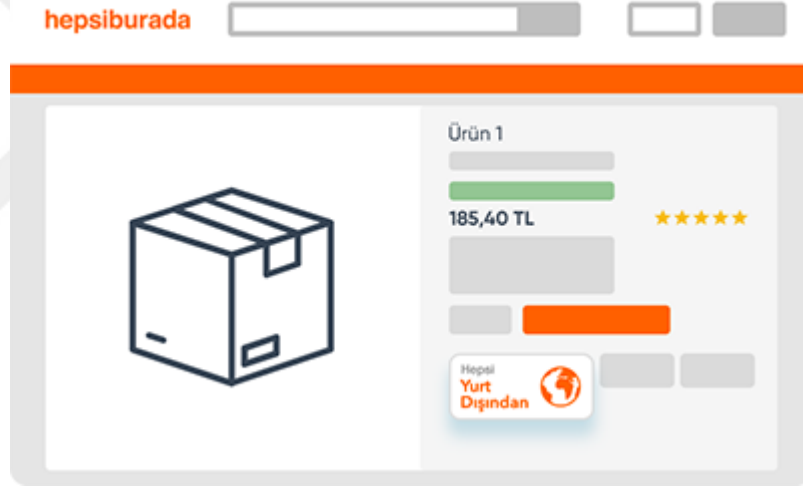 hepsiburada
Ürün 1
185,40 TL
Hepsi
Yurt
Dışından